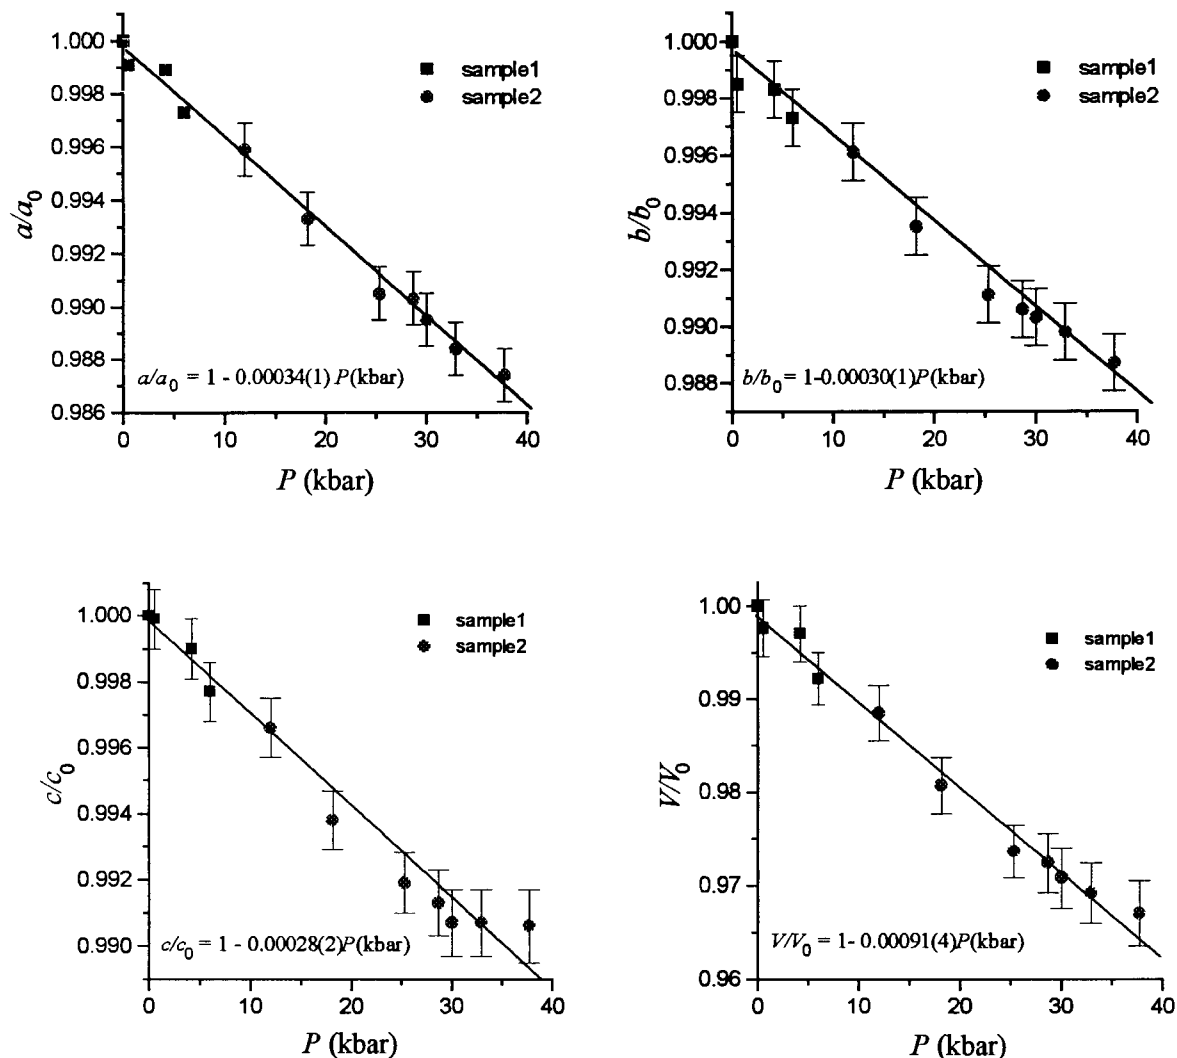 1.000
0.998
0.996
0.994
0.992
0.990
0.988
0.986
a/a0
sample1
sample2
a/a0 = 1 - 0.00034(1) P(kbar)
0 10 20 30 40
P (kbar)
1.000
0.998
0.996
0.994
0.992
0.990
0.988
b/b0
sample1
sample2
b/b0 = 1-0.00030(1)P(kbar)
0 10 20 30 40
P (kbar)
1.000
0.998
0.996
0.994
0.992
0.990
c/c0
sample1
sample2
c/c0 = 1 - 0.00028(2)P(kbar)
0 10 20 30 40
P (kbar)
1.00
0.99
0.98
0.97
0.96
V/V0
sample1
sample2
V/V0 = 1- 0.00091(4)P(kbar)
0 10 20 30 40
P (kbar)